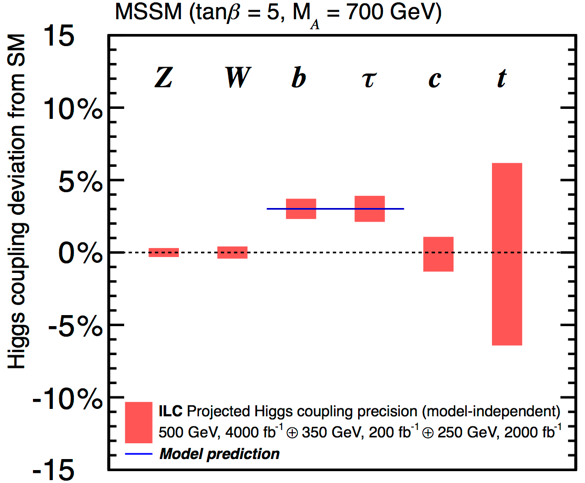 MSSM (tanβ = 5, M_A = 700 GeV)
Higgs coupling deviation from SM
15
10%
5%
0%
-5%
-10%
-15
Z W b τ c t
ILC Projected Higgs coupling precision (model-independent)
500 GeV, 4000 fb⁻¹ ⊕ 350 GeV, 200 fb⁻¹ ⊕ 250 GeV, 2000 fb⁻¹
Model prediction